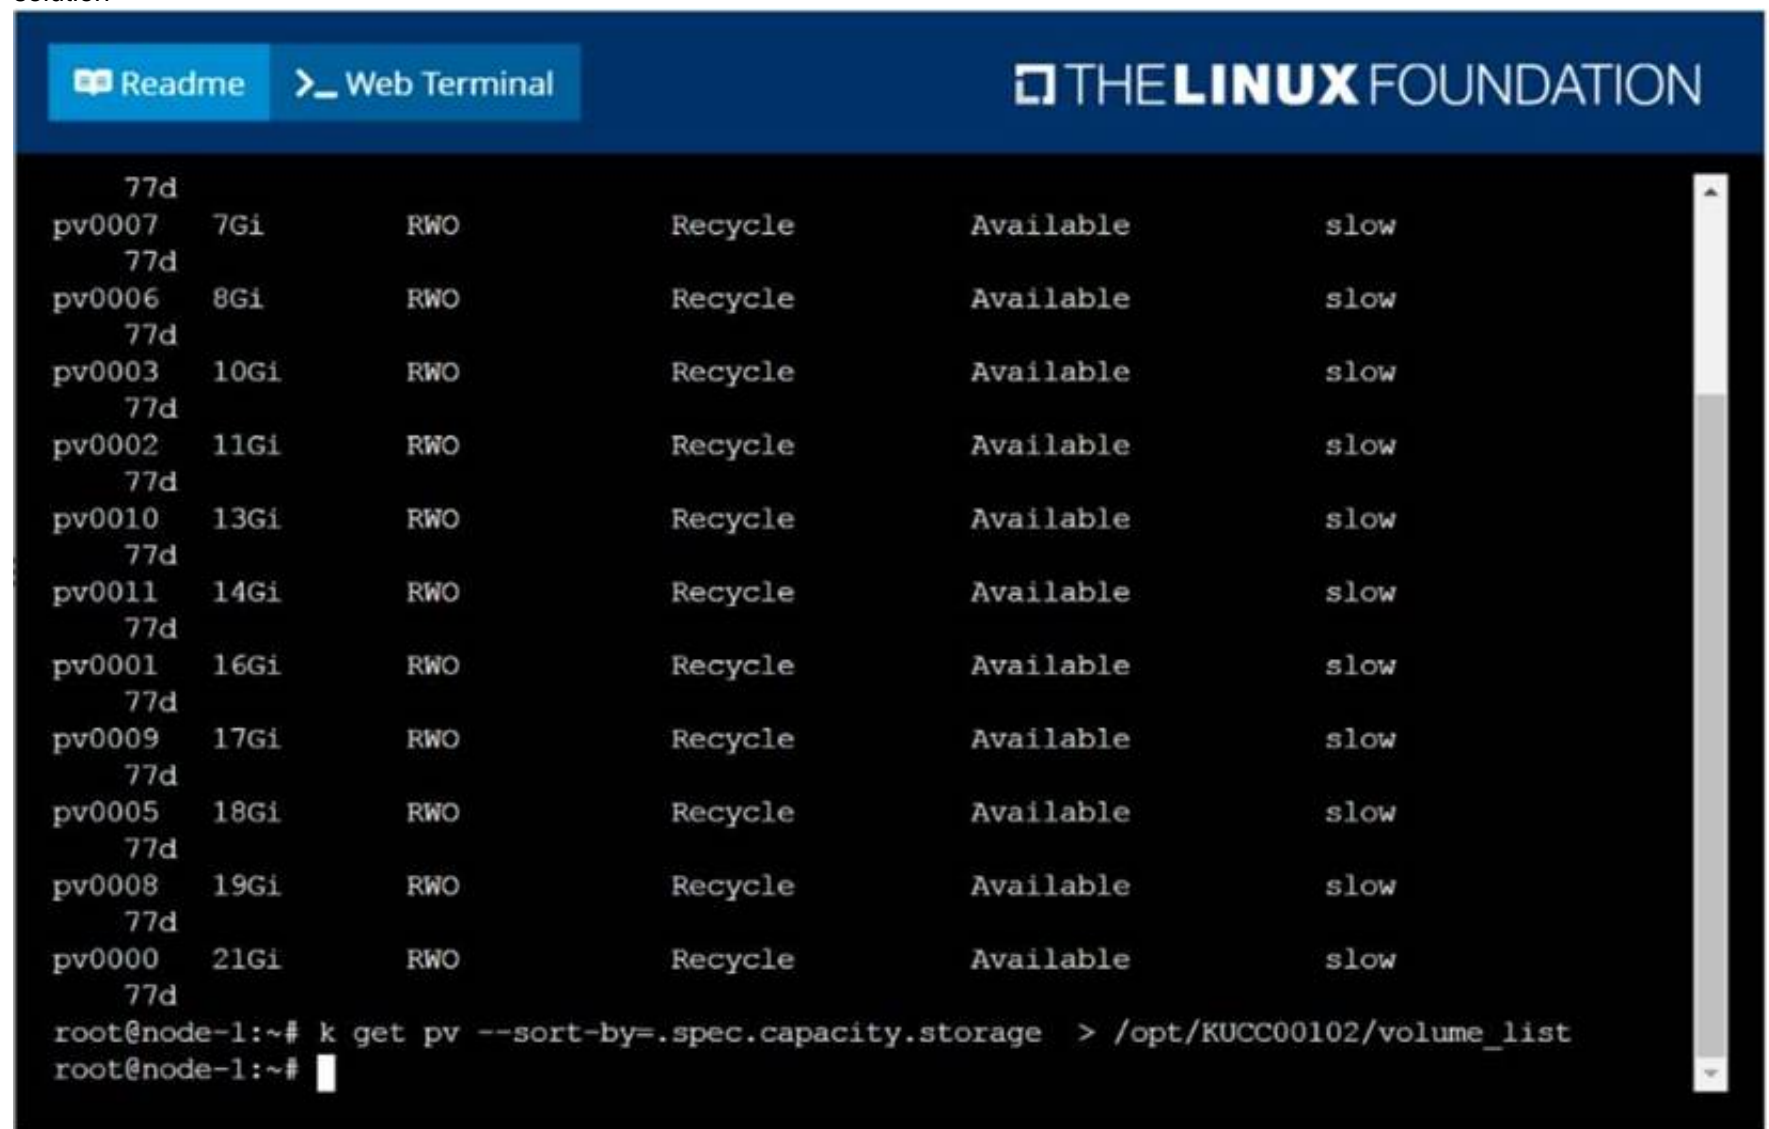 Solution
Readme >_ Web Terminal THE LINUX FOUNDATION
77d
pv0007 7Gi RWO Recycle Available slow
77d
pv0006 8Gi RWO Recycle Available slow
77d
pv0003 10Gi RWO Recycle Available slow
77d
pv0002 11Gi RWO Recycle Available slow
77d
pv0010 13Gi RWO Recycle Available slow
77d
pv0011 14Gi RWO Recycle Available slow
77d
pv0001 16Gi RWO Recycle Available slow
77d
pv0009 17Gi RWO Recycle Available slow
77d
pv0005 18Gi RWO Recycle Available slow
77d
pv0008 19Gi RWO Recycle Available slow
77d
pv0000 21Gi RWO Recycle Available slow
77d
root@node-1:~# k get pv --sort-by=.spec.capacity.storage > /opt/KUCC00102/volume_list
root@node-1:~#